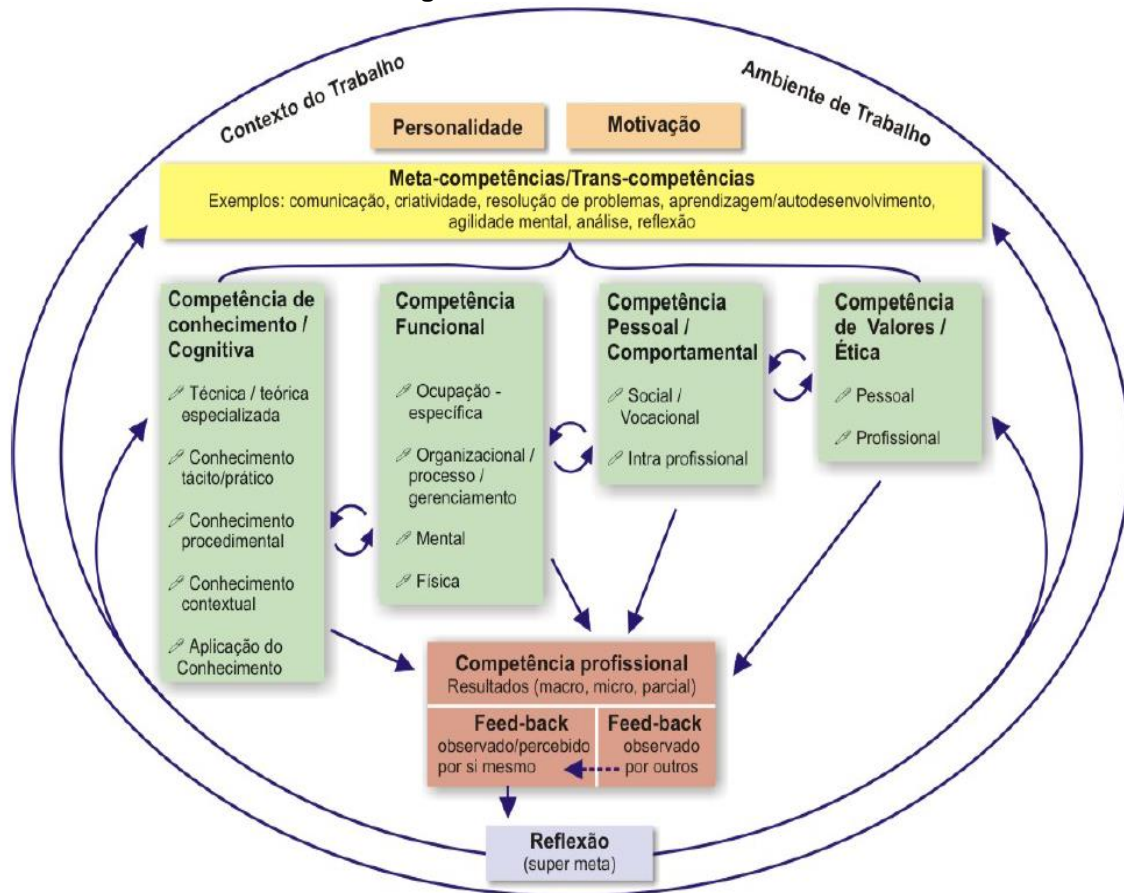 Contexto do Trabalho
Ambiente de Trabalho
Personalidade
Motivação
Meta-competências/Trans-competências
Exemplos: comunicação, criatividade, resolução de problemas, aprendizagem/autodesenvolvimento,
agilidade mental, análise, reflexão
Competência de
conhecimento /
Cognitiva
Técnica / teórica
especializada
Conhecimento
tácito/prático
Conhecimento
procedimental
Conhecimento
contextual
Aplicação do
Conhecimento
Competência
Funcional
Ocupação -
específica
Organizacional /
processo /
gerenciamento
Mental
Física
Competência
Pessoal /
Comportamental
Social /
Vocacional
Intra profissional
Competência
de Valores /
Ética
Pessoal
Profissional
Competência profissional
Resultados (macro, micro, parcial)
Feed-back
observado/percebido
por si mesmo
Feed-back
observado
por outros
Reflexão
(super meta)